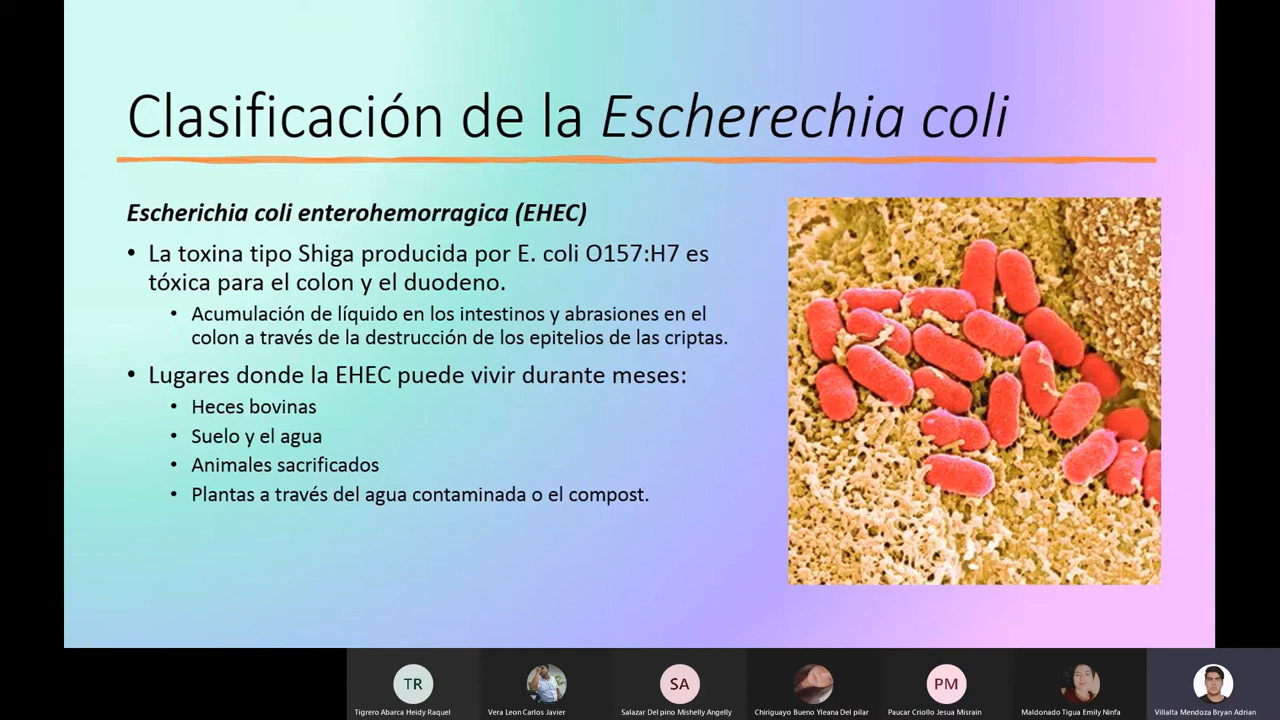 Clasificación de la Escherechia coli
Escherichia coli enterohemorragica (EHEC)
• La toxina tipo Shiga producida por E. coli O157:H7 es
tóxica para el colon y el duodeno.
• Acumulación de líquido en los intestinos y abrasiones en el
colon a través de la destrucción de los epitelios de las criptas.
• Lugares donde la EHEC puede vivir durante meses:
• Heces bovinas
• Suelo y el agua
• Animales sacrificados
• Plantas a través del agua contaminada o el compost.
TR
SA
PM
Tigrero Abarca Heidy Raquel
Vera Leon Carlos Javier
Salazar Del pino Mishelly Angelly
Chiriguayo Bueno Yleana Del pilar
Paucar Criollo Jesua Misrain
Maldonado Tigua Emily Ninfa
Villalta Mendoza Bryan Adrian